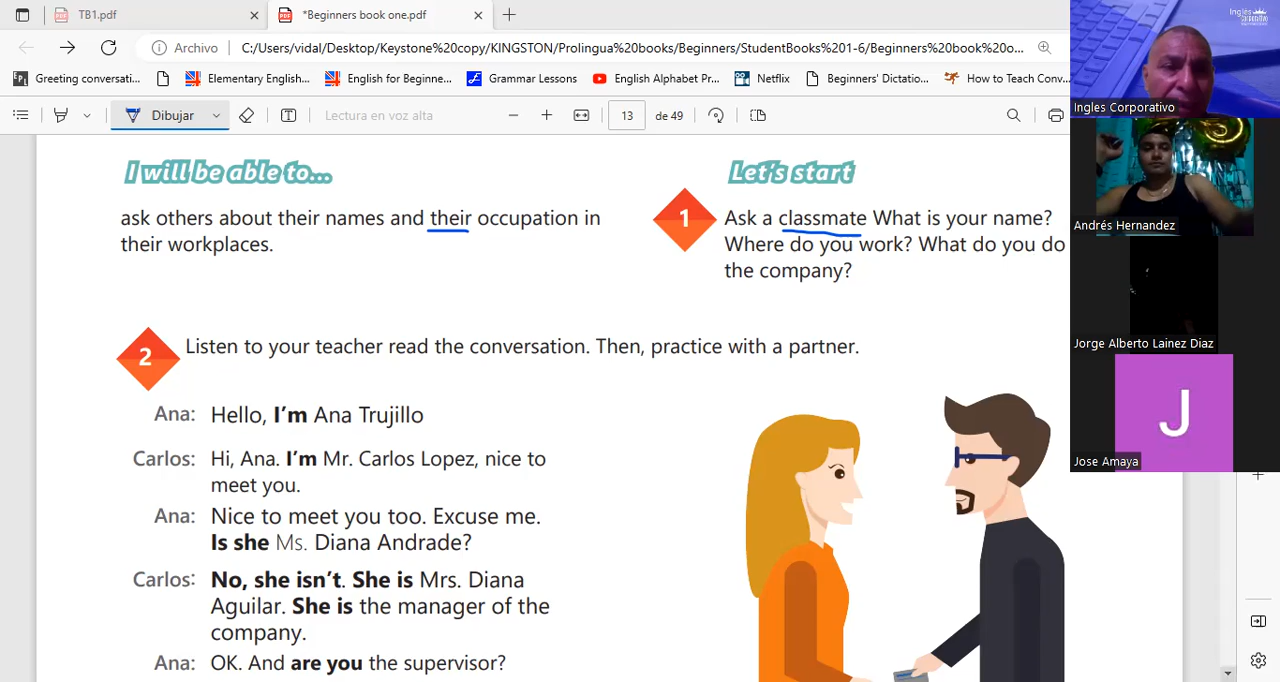 TB1.pdf
*Beginners book one.pdf
Archivo
C:/Users/vidal/Desktop/Keystone%20copy/KINGSTON/Prolingua%20books/Beginners/StudentBooks%201-6/Beginners%20book%20o...
Greeting conversati...
Elementary English...
English for Beginne...
Grammar Lessons
English Alphabet Pr...
Netflix
Beginners' Dictatio...
How to Teach Conv...
Dibujar
Lectura en voz alta
13
de 49
I will be able to...
ask others about their names and their occupation in
their workplaces.
Let's start
1
Ask a classmate What is your name?
Where do you work? What do you do
the company?
2
Listen to your teacher read the conversation. Then, practice with a partner.
Ana: Hello, I'm Ana Trujillo
Carlos: Hi, Ana. I'm Mr. Carlos Lopez, nice to
meet you.
Ana: Nice to meet you too. Excuse me.
Is she Ms. Diana Andrade?
Carlos: No, she isn't. She is Mrs. Diana
Aguilar. She is the manager of the
company.
Ana: OK. And are you the supervisor?
Ingles Corporativo
Andrés Hernandez
Jorge Alberto Lainez Diaz
J
Jose Amaya